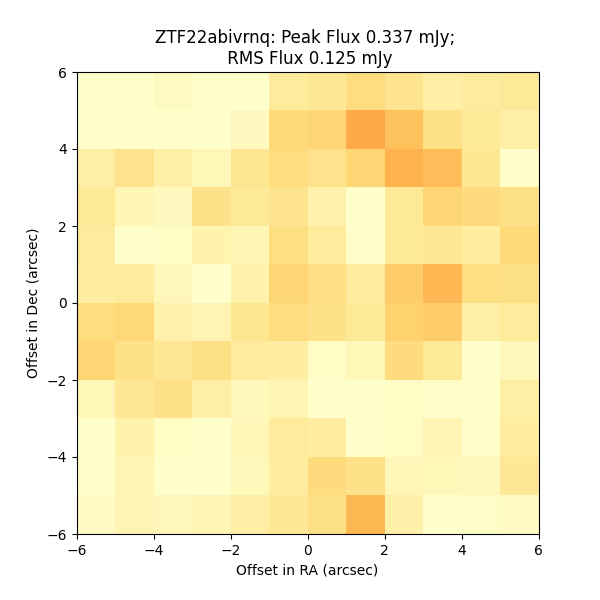 ZTF22abivrnq: Peak Flux 0.337 mJy;
RMS Flux 0.125 mJy
6
4
2
0
−2
−4
−6
Offset in Dec (arcsec)
−6 −4 −2 0 2 4 6
Offset in RA (arcsec)